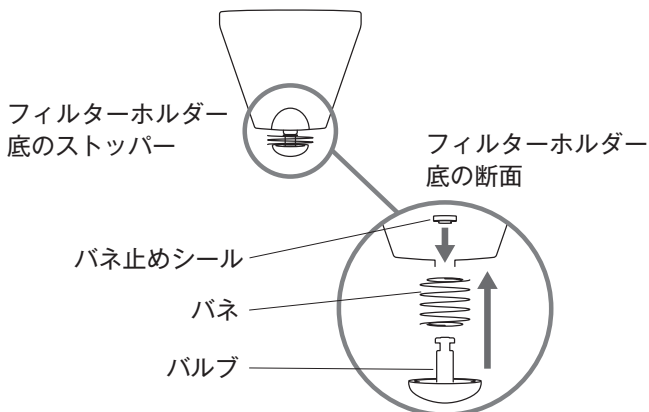 フィルターホルダー
底のストッパー
フィルターホルダー
底の断面
バネ止めシール
バネ
バルブ